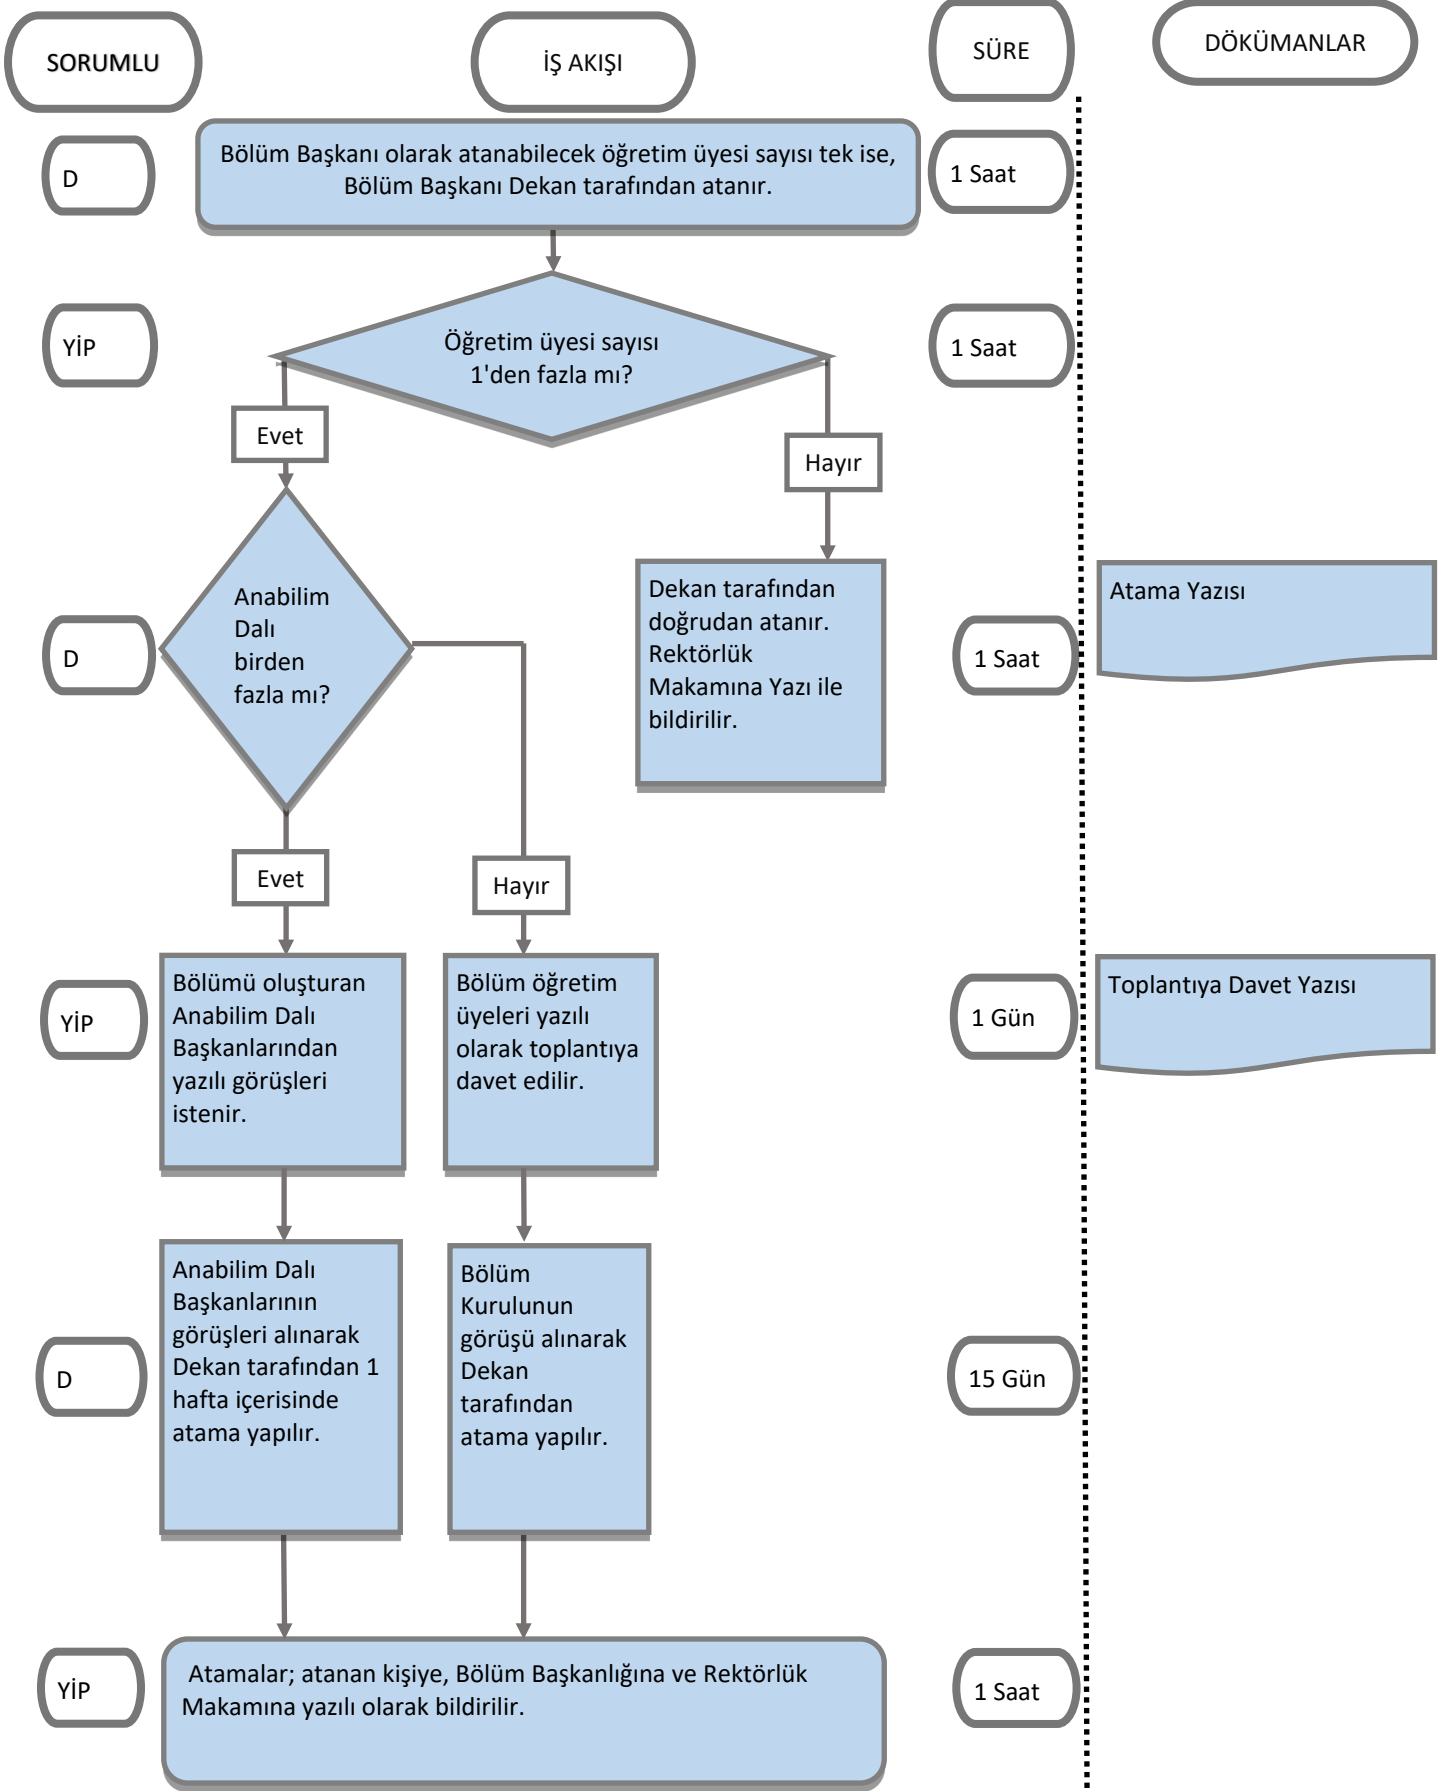 SORUMLU
İŞ AKIŞI
SÜRE
DÖKÜMANLAR
D
Bölüm Başkanı olarak atanabilecek öğretim üyesi sayısı tek ise,
Bölüm Başkanı Dekan tarafından atanır.
1 Saat
YİP
Öğretim üyesi sayısı
1'den fazla mı?
1 Saat
Evet
Hayır
D
Anabilim
Dalı
birden
fazla mı?
Dekan tarafından
doğrudan atanır.
Rektörlük
Makamına Yazı ile
bildirilir.
1 Saat
Atama Yazısı
Evet
Hayır
YİP
Bölümü oluşturan
Anabilim Dalı
Başkanlarından
yazılı görüşleri
istenir.
Bölüm öğretim
üyeleri yazılı
olarak toplantıya
davet edilir.
1 Gün
Toplantıya Davet Yazısı
D
Anabilim Dalı
Başkanlarının
görüşleri alınarak
Dekan tarafından 1
hafta içerisinde
atama yapılır.
Bölüm
Kurulunun
görüşü alınarak
Dekan
tarafından
atama yapılır.
15 Gün
YİP
Atamalar; atanan kişiye, Bölüm Başkanlığına ve Rektörlük
Makamına yazılı olarak bildirilir.
1 Saat